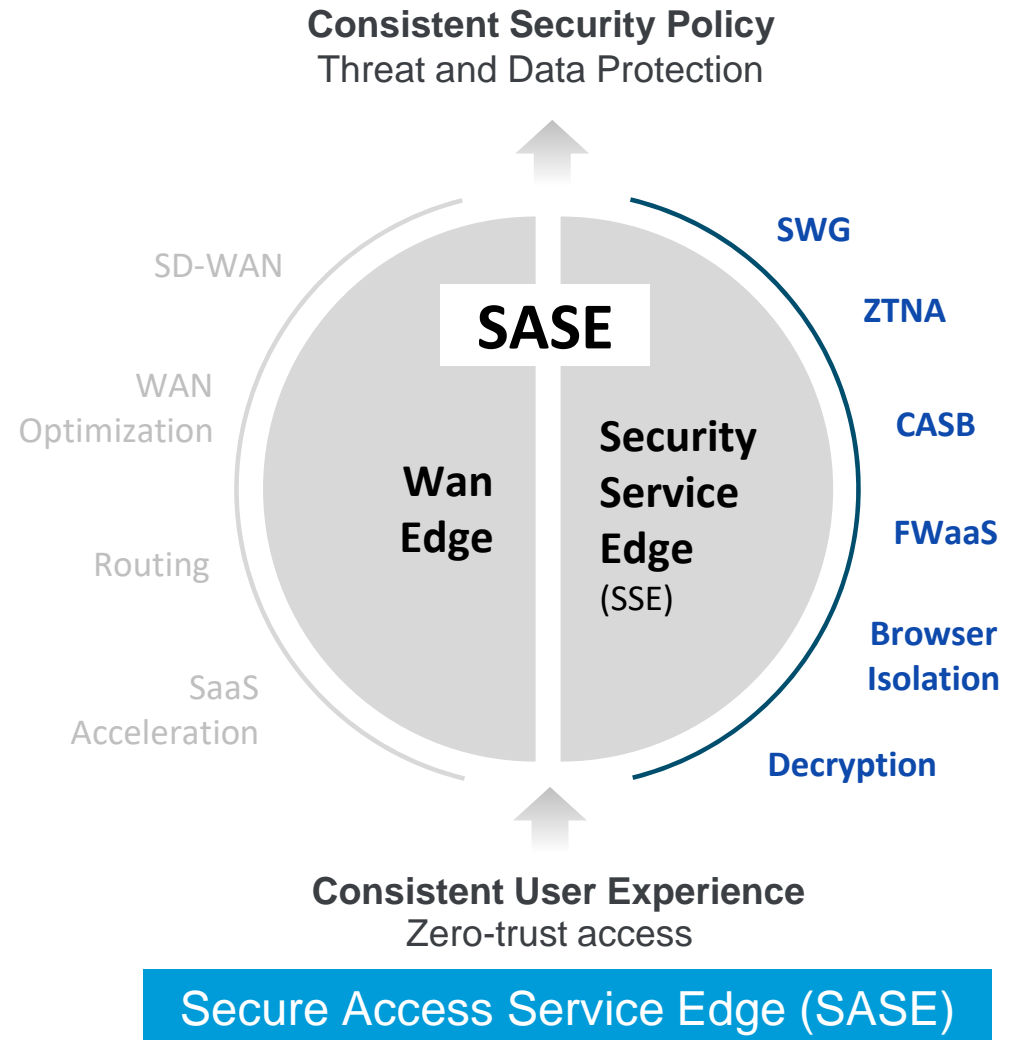 Consistent Security Policy
Threat and Data Protection
SD-WAN
WAN
Optimization
Routing
SaaS
Acceleration
SASE
Wan
Edge
Security
Service
Edge
(SSE)
SWG
ZTNA
CASB
FWaaS
Browser
Isolation
Decryption
Consistent User Experience
Zero-trust access
Secure Access Service Edge (SASE)